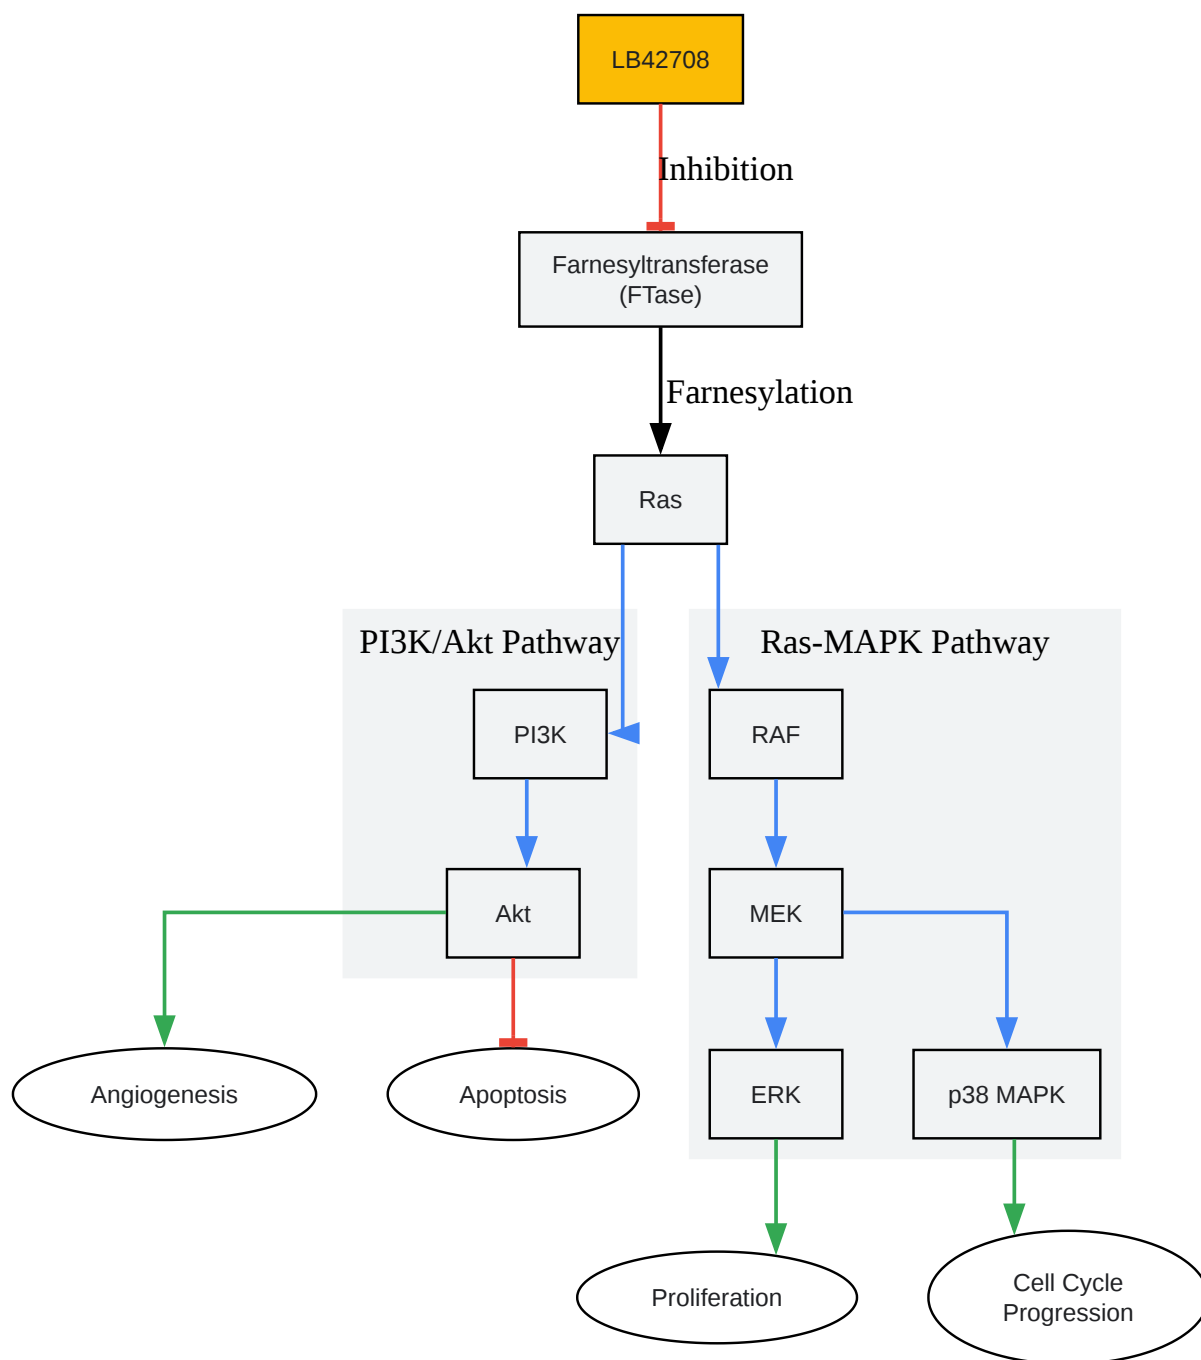 LB42708
Inhibition
Farnesyltransferase
(FTase)
Farnesylation
Ras
PI3K/Akt Pathway
Ras-MAPK Pathway
PI3K
RAF
Akt
MEK
Angiogenesis
Apoptosis
ERK
p38 MAPK
Proliferation
Cell Cycle
Progression